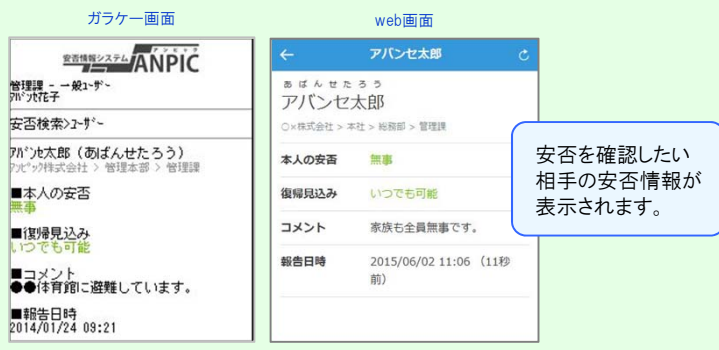 ガラケー画面
安否情報システム ANPIC
アンピック
管理課 - 一般ﾕｰｻﾞｰ
ｱﾊﾞﾝｾ花子
安否検索>ﾕｰｻﾞｰ
ｱﾊﾞﾝｾ太郎（あばんせたろう）
ｱﾝﾋﾟｯｸ株式会社 > 管理本部 > 管理課
■本人の安否
無事
■復帰見込み
いつでも可能
■コメント
●●体育館に避難しています。
■報告日時
2014/01/24 09:21
web画面
アバンセ太郎
あばんせたろう
アバンセ太郎
○×株式会社 > 本社 > 総務部 > 管理課
本人の安否 無事
復帰見込み いつでも可能
コメント 家族も全員無事です。
報告日時 2015/06/02 11:06 （11秒
前）
安否を確認したい
相手の安否情報が
表示されます。